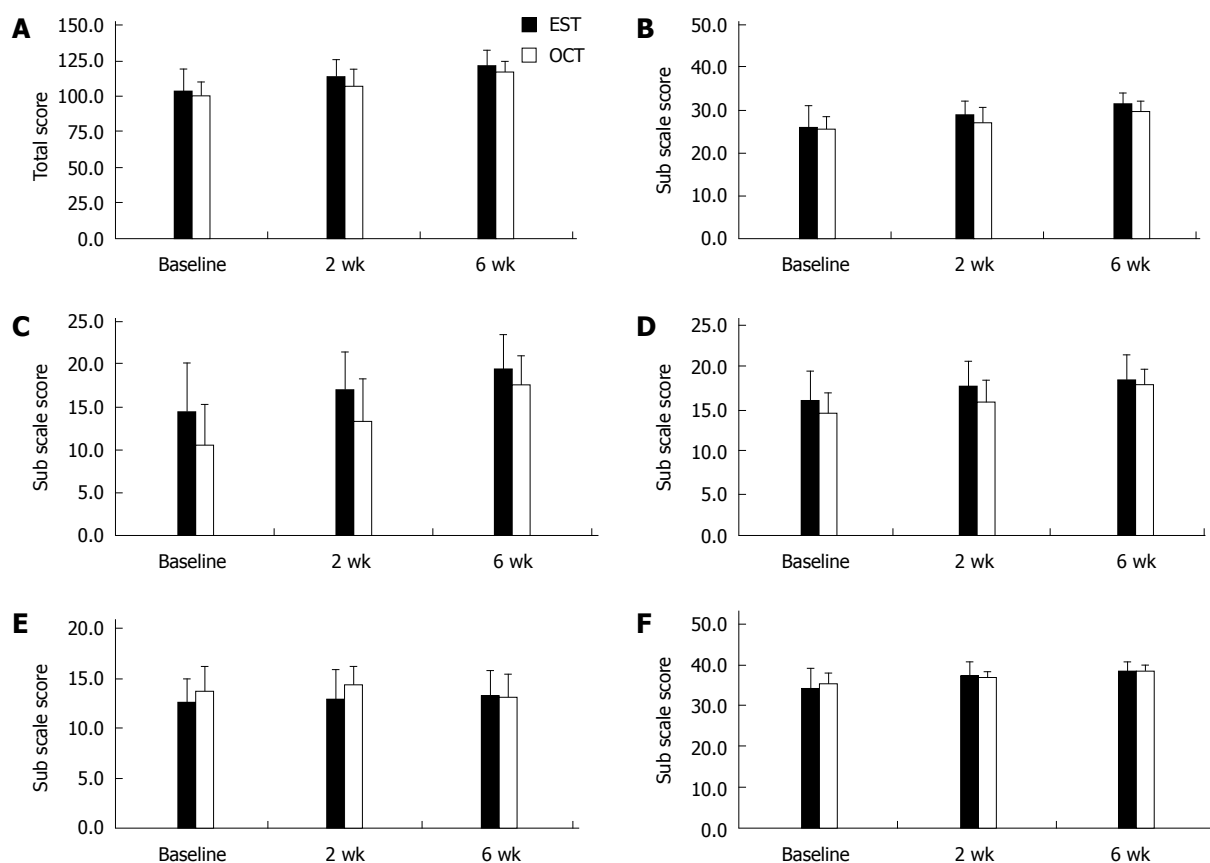 A
150.0
125.0
100.0
75.0
50.0
25.0
0.0
Total score
EST
OCT
Baseline 2 wk 6 wk
B
50.0
40.0
30.0
20.0
10.0
0.0
Sub scale score
Baseline 2 wk 6 wk
C
25.0
20.0
15.0
10.0
5.0
0.0
Sub scale score
Baseline 2 wk 6 wk
D
25.0
20.0
15.0
10.0
5.0
0.0
Sub scale score
Baseline 2 wk 6 wk
E
20.0
15.0
10.0
5.0
0.0
Sub scale score
Baseline 2 wk 6 wk
F
50.0
40.0
30.0
20.0
10.0
0.0
Sub scale score
Baseline 2 wk 6 wk